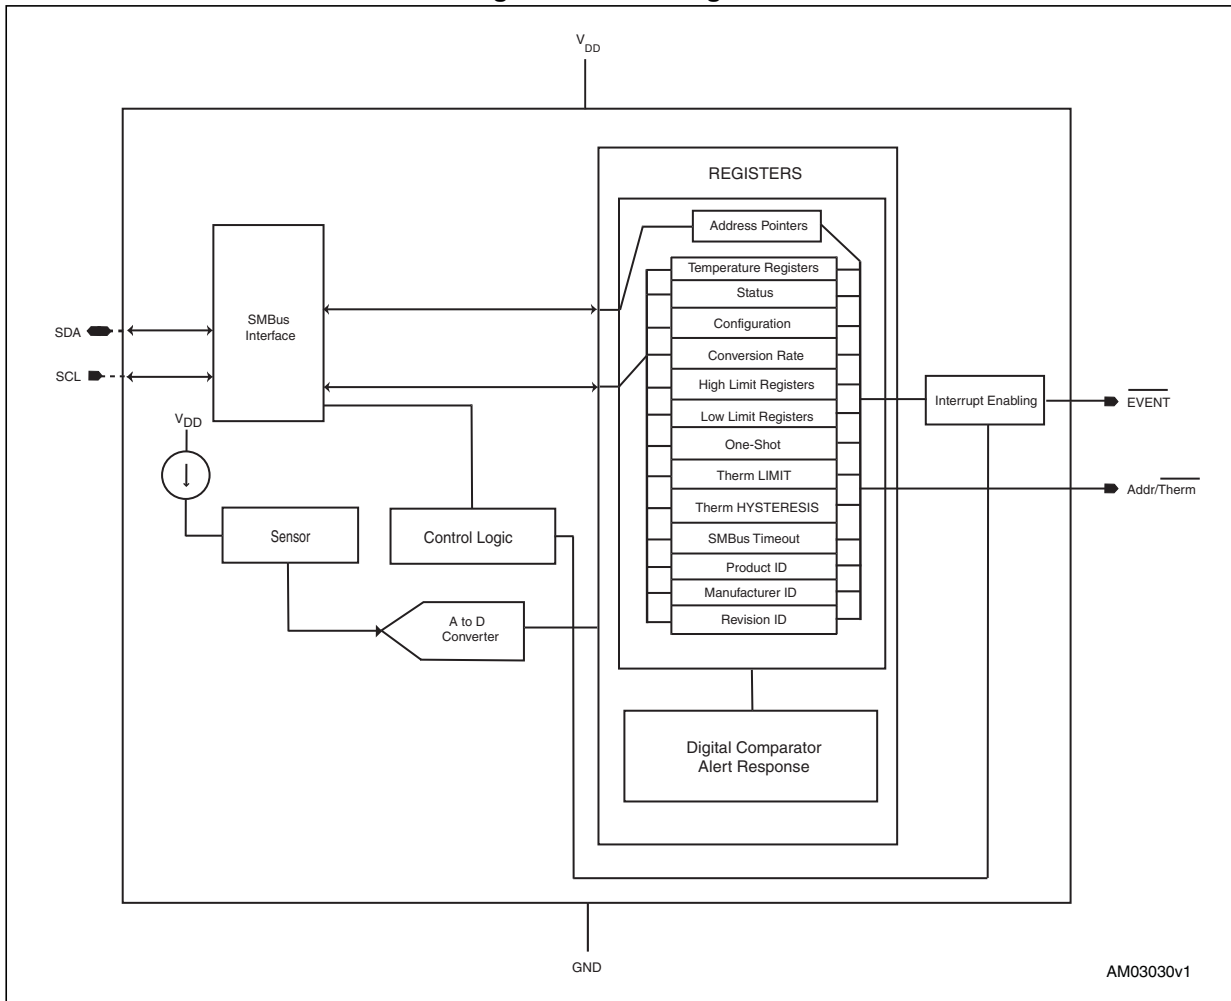 V_DD
REGISTERS
Address Pointers
Temperature Registers
Status
Configuration
Conversion Rate
High Limit Registers
Low Limit Registers
One-Shot
Therm LIMIT
Therm HYSTERESIS
SMBus Timeout
Product ID
Manufacturer ID
Revision ID
SMBus
Interface
SDA
SCL
V_DD
Sensor
Control Logic
A to D
Converter
Interrupt Enabling
EVENT
Addr/Therm
Digital Comparator
Alert Response
GND
AM03030v1